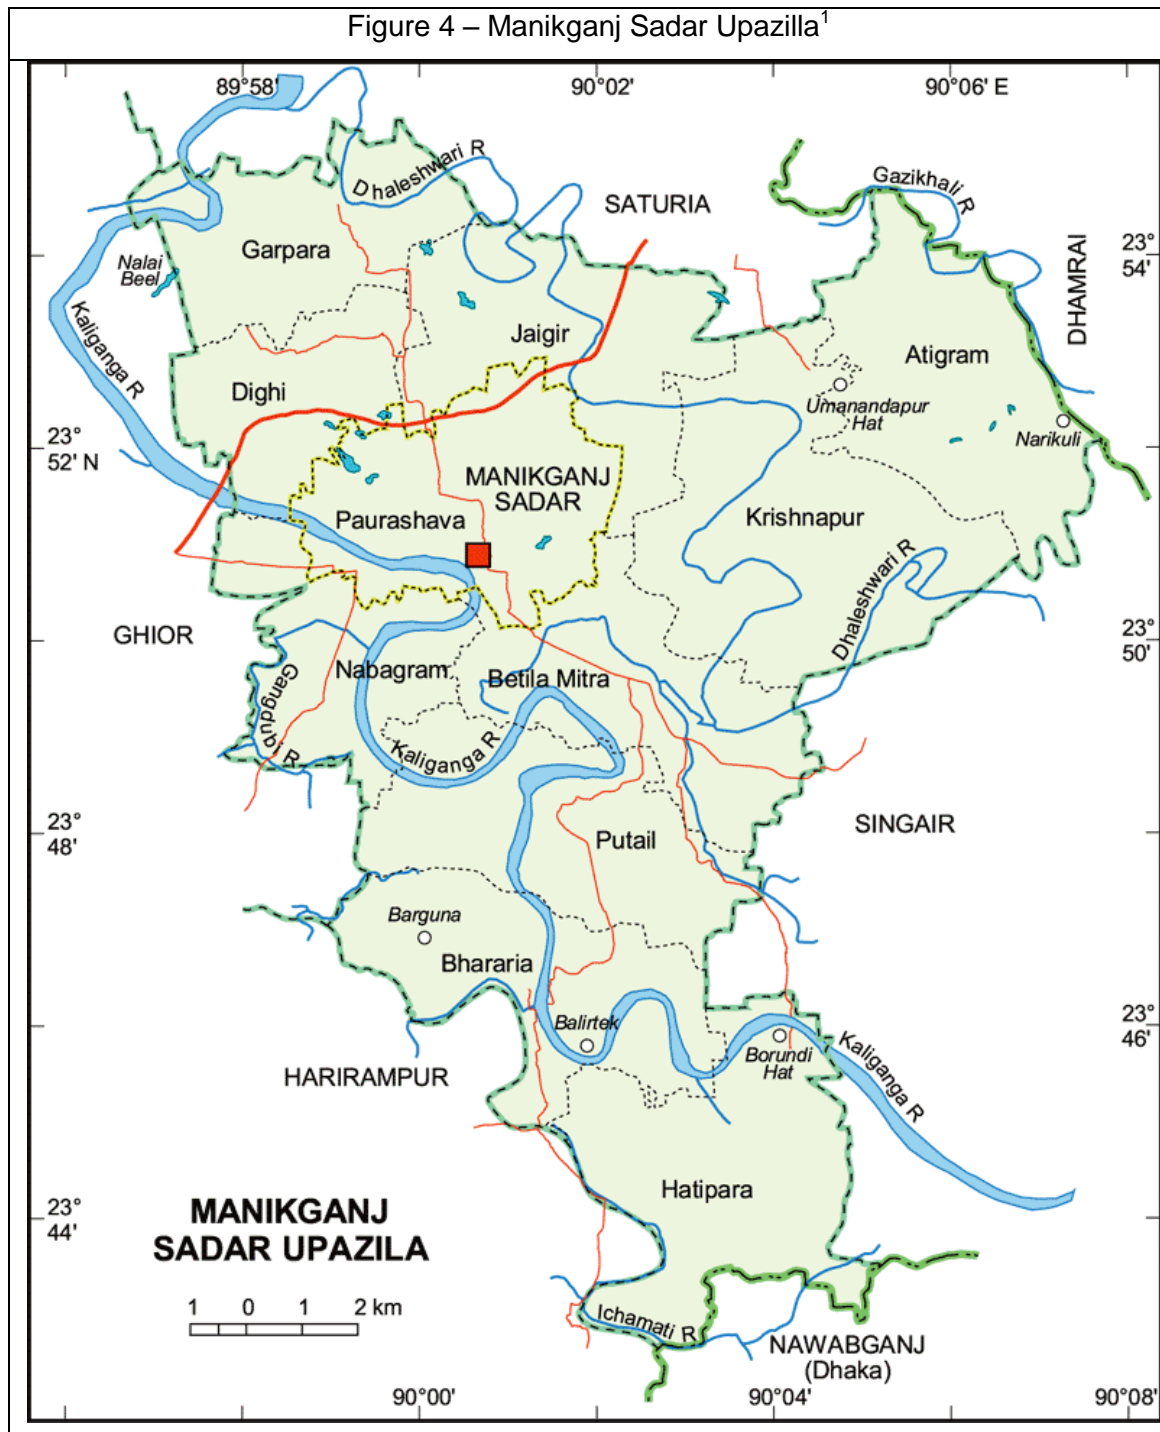 Figure 4 – Manikganj Sadar Upazilla1
89°58'
90°02'
90°06' E
Dhaleshwari R
Gazikhali R
SATURIA
Garpara
DHAMRAI
23°
54'
Nalai
Beel
Kaliganga R
Jaigir
Atigram
Dighi
Umanandapur
Hat
Narikuli
23°
52' N
MANIKGANJ
SADAR
Paurashava
Krishnapur
Dhaleshwari R
GHIOR
23°
50'
Nabagram
Betila Mitra
Gangdubi R
Kaliganga R
23°
48'
Putail
SINGAIR
Barguna
Bhararia
Balirtek
23°
46'
Borundi
Hat
Kaliganga R
HARIRAMPUR
Hatipara
23°
44'
MANIKGANJ
SADAR UPAZILA
1 0 1 2 km
Ichamati R
NAWABGANJ
(Dhaka)
90°00'
90°04'
90°08'